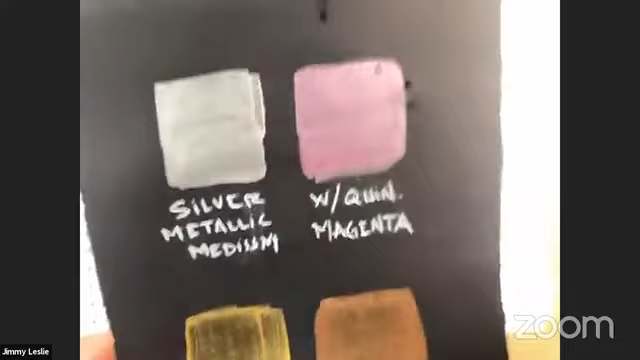 SILVER
METALLIC
MEDIUM
W/QUIN.
MAGENTA
Jimmy Leslie
zoom